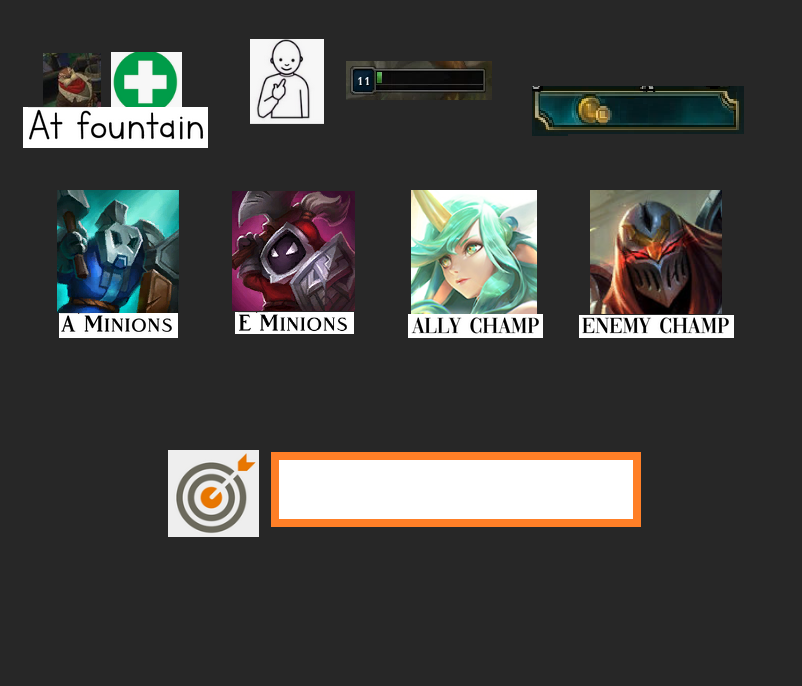 At fountain
11
A MINIONS
E MINIONS
ALLY CHAMP
ENEMY CHAMP